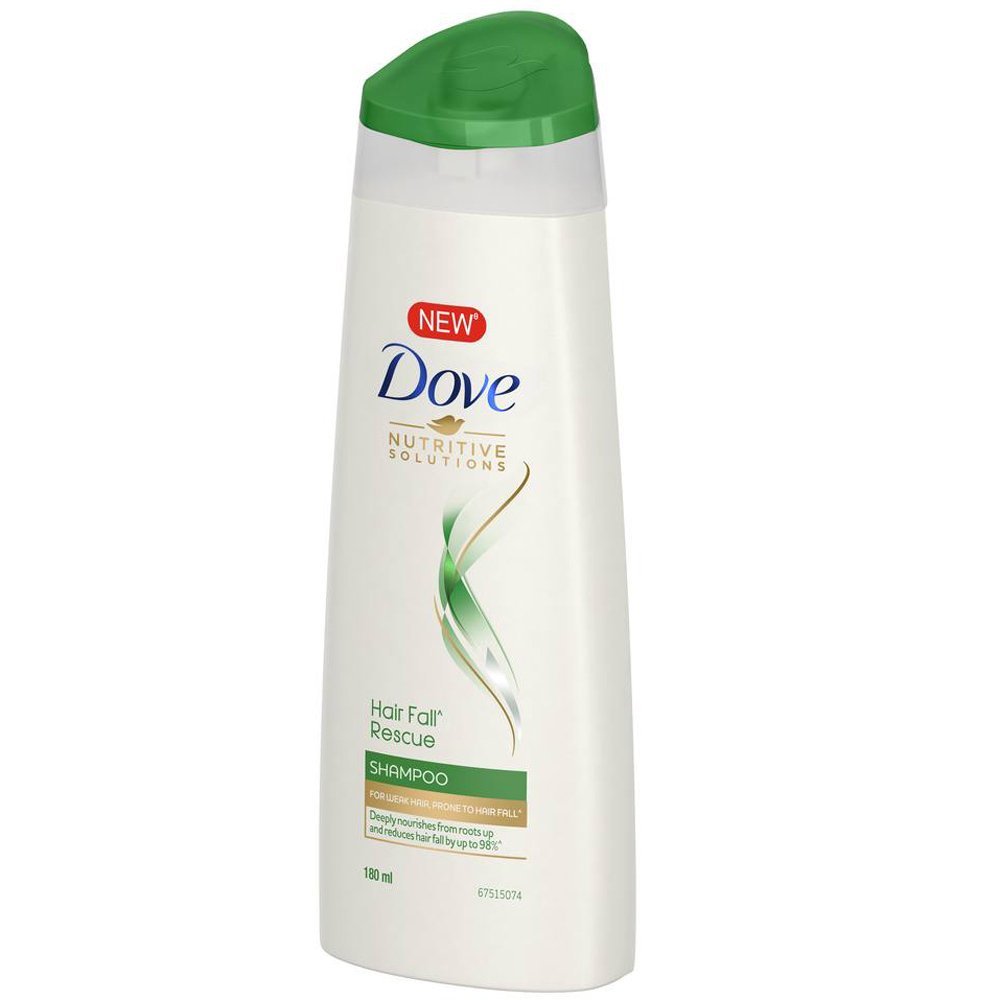 NEW®
Dove
NUTRITIVE
SOLUTIONS
Hair Fall^
Rescue
SHAMPOO
FOR WEAK HAIR, PRONE TO HAIR FALL^
Deeply nourishes from roots up
and reduces hair fall by up to 98%^
180 ml
67515074